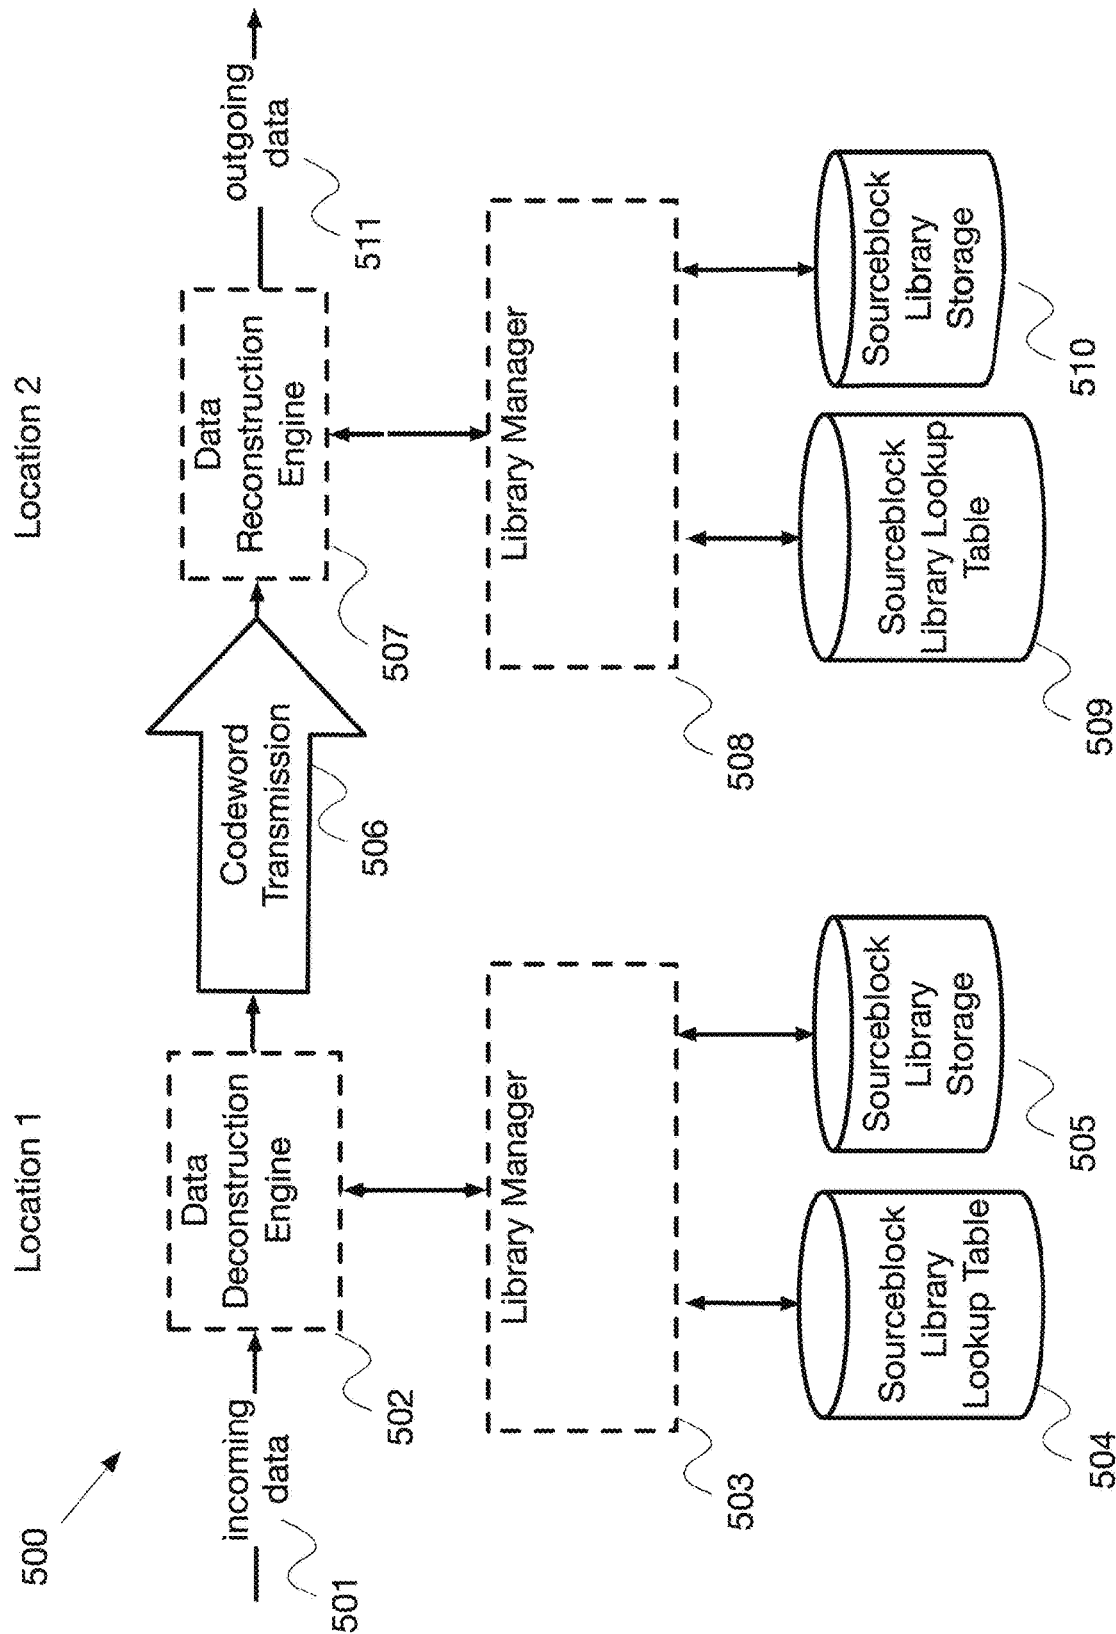 500
Location 1
Location 2
incoming
data
501
Data
Deconstruction
Engine
502
Codeword
Transmission
506
Data
Reconstruction
Engine
507
outgoing
data
511
Library Manager
503
Library Manager
508
Sourceblock
Library
Lookup Table
504
Sourceblock
Library
Storage
505
Sourceblock
Library Lookup
Table
509
Sourceblock
Library
Storage
510